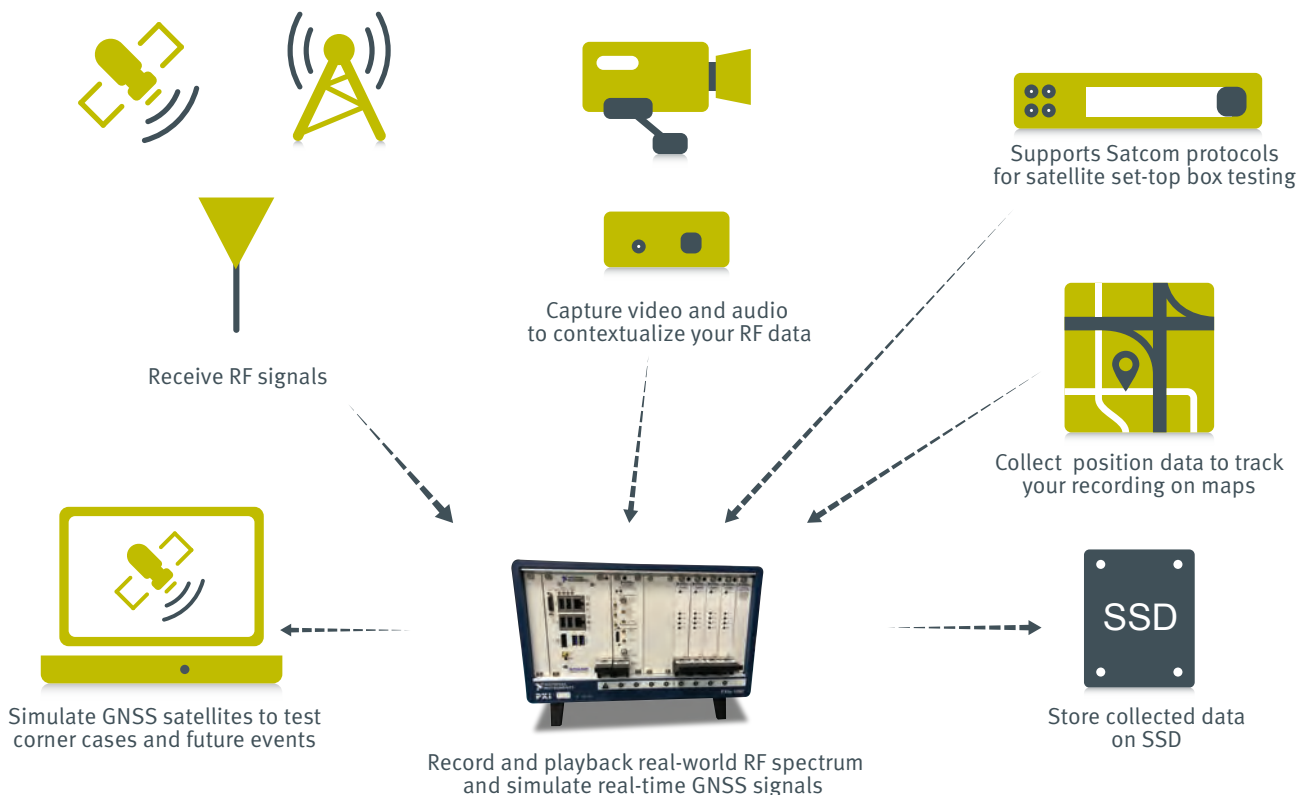 Supports Satcom protocols
for satellite set-top box testing
Capture video and audio
to contextualize your RF data
Receive RF signals
Collect position data to track
your recording on maps
SSD
Simulate GNSS satellites to test
corner cases and future events
Store collected data
on SSD
Record and playback real-world RF spectrum
and simulate real-time GNSS signals